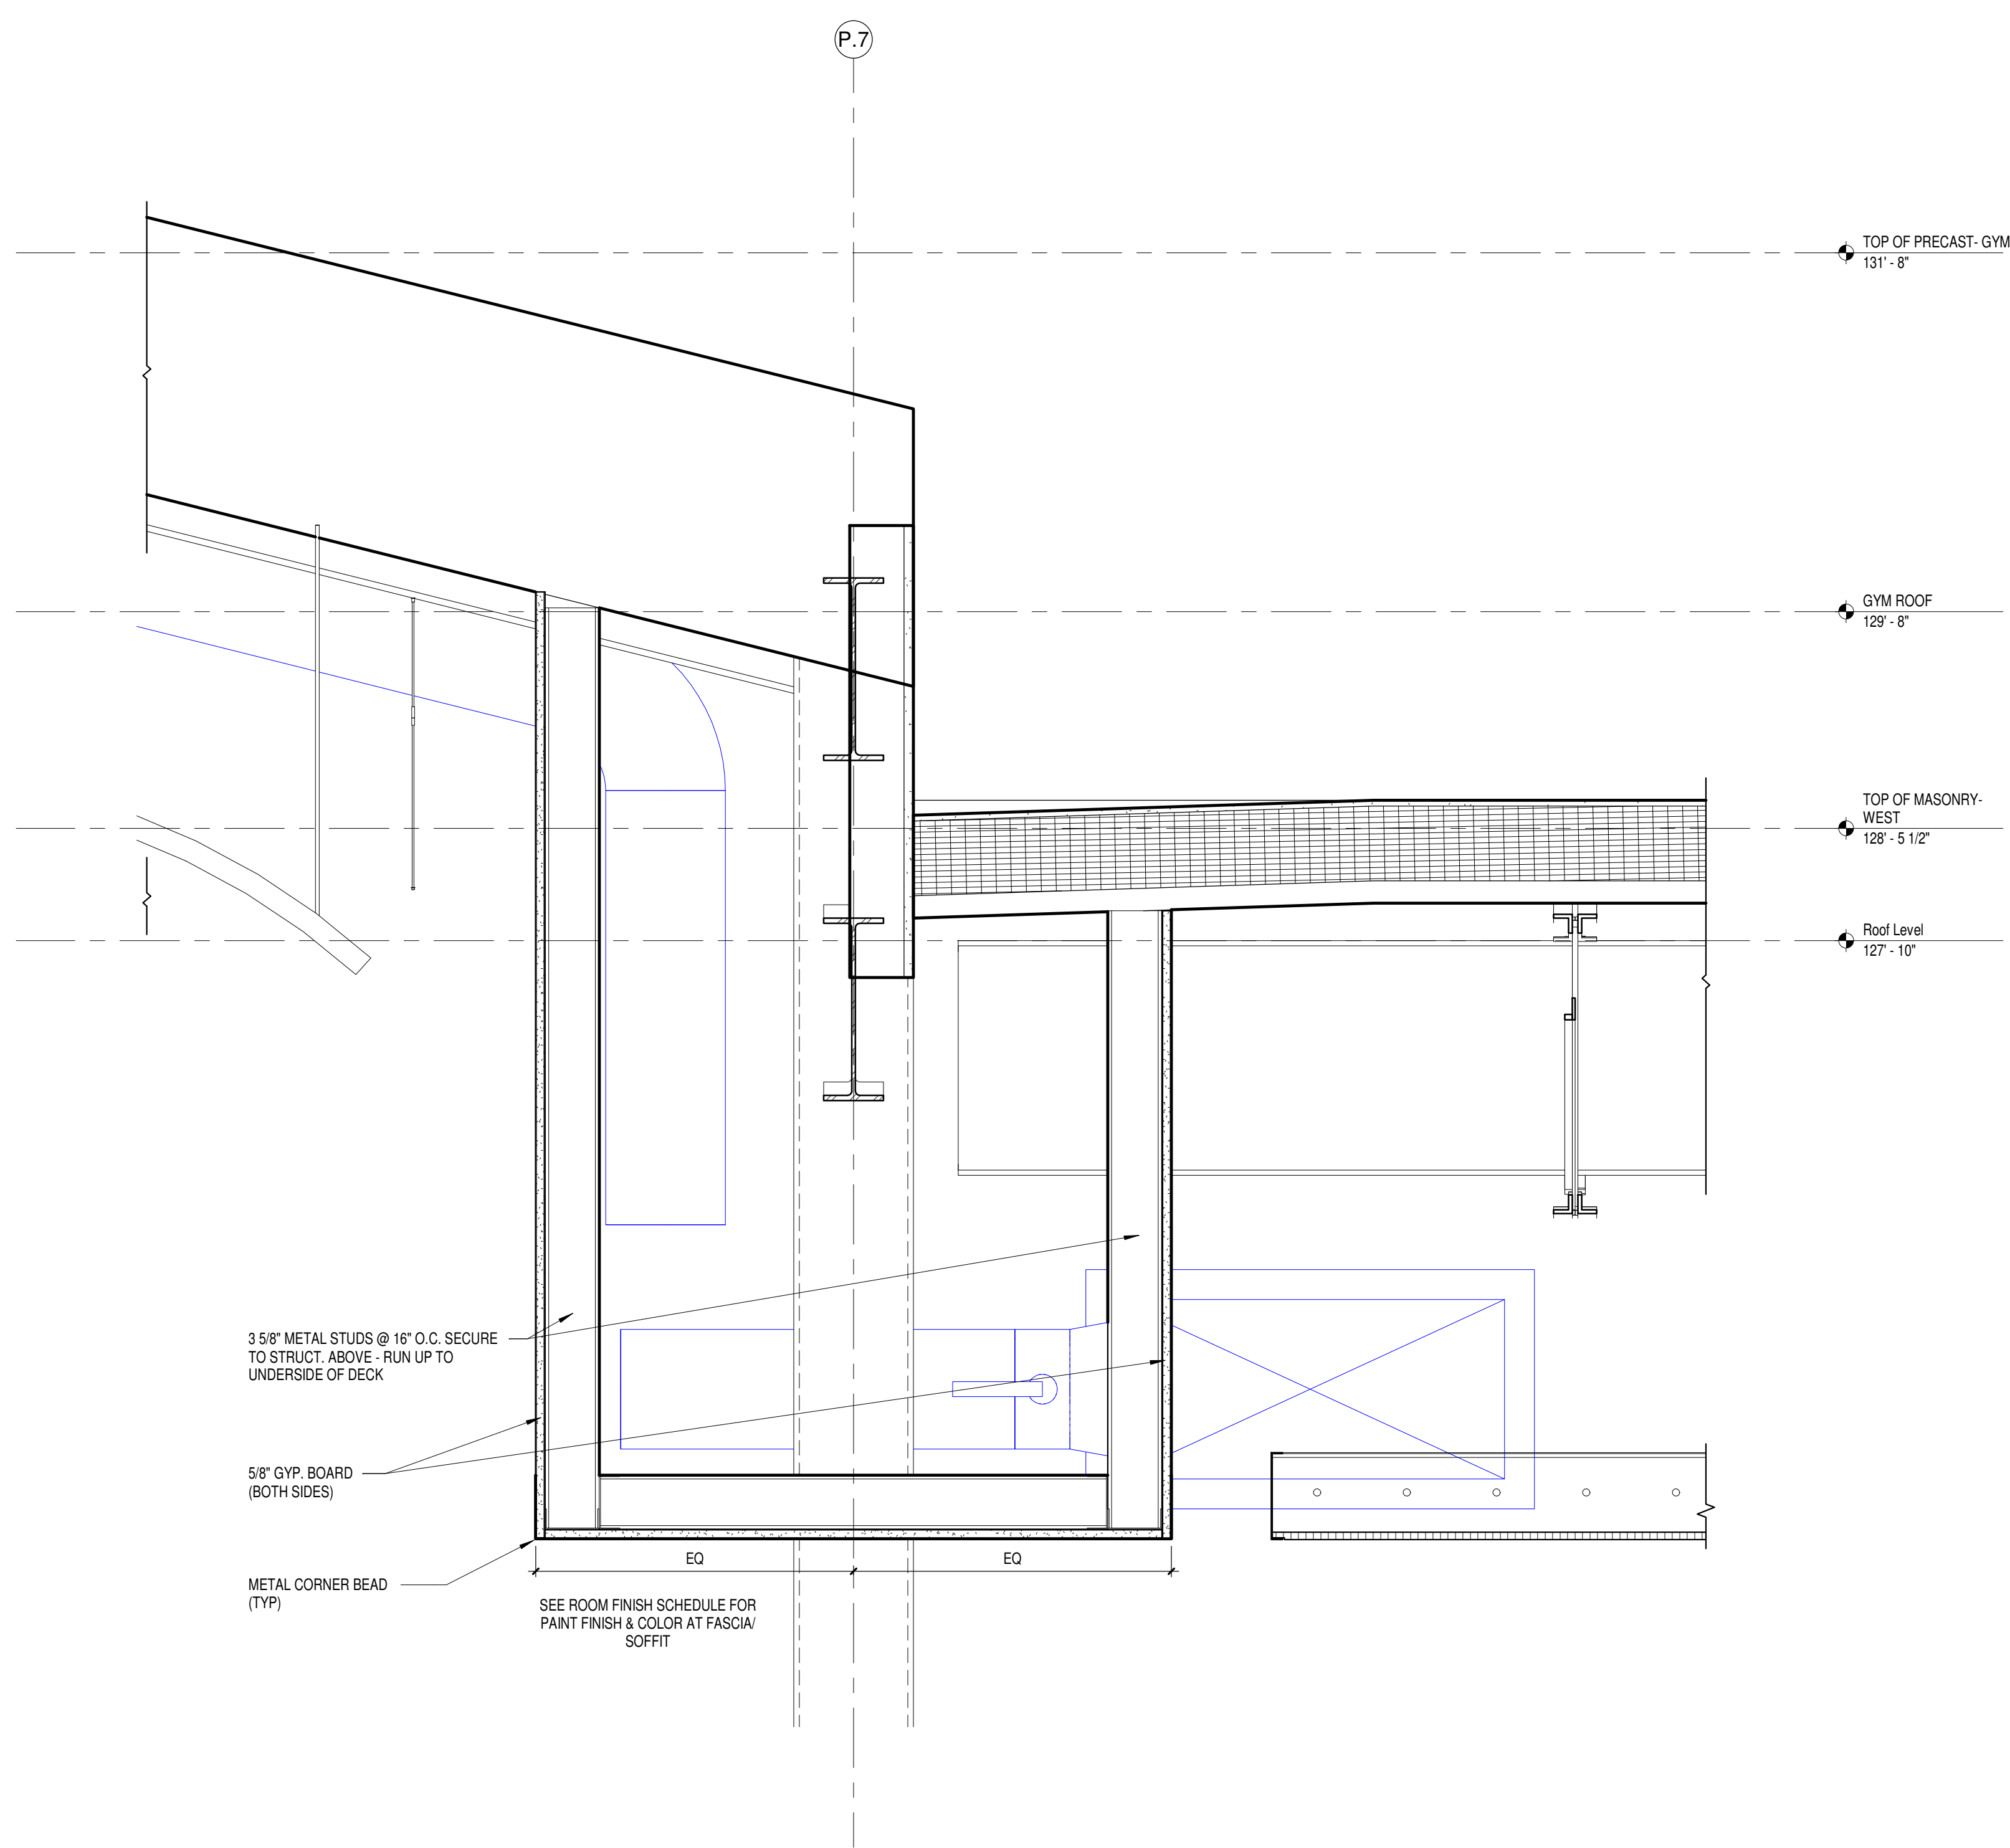 P.7
TOP OF PRECAST- GYM
131' - 8"
GYM ROOF
129' - 8"
TOP OF MASONRY-
WEST
128' - 5 1/2"
Roof Level
127' - 10"
3 5/8" METAL STUDS @ 16" O.C. SECURE
TO STRUCT. ABOVE - RUN UP TO
UNDERSIDE OF DECK
5/8" GYP. BOARD
(BOTH SIDES)
METAL CORNER BEAD
(TYP)
EQ
EQ
SEE ROOM FINISH SCHEDULE FOR
PAINT FINISH & COLOR AT FASCIA/
SOFFIT